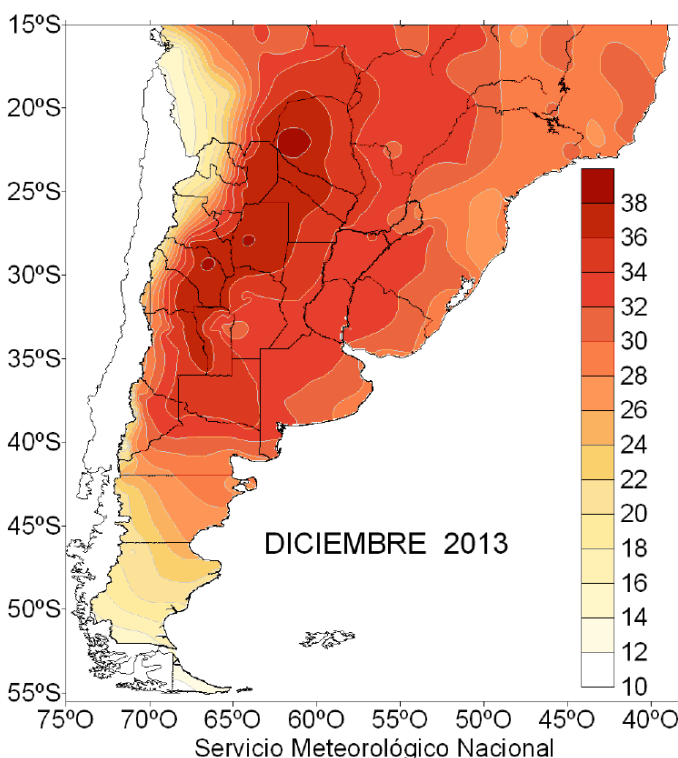 15ºS
20ºS
25ºS
30ºS
35ºS
40ºS
45ºS
50ºS
55ºS
38
36
34
32
30
28
26
24
22
20
18
16
14
12
10
DICIEMBRE 2013
75ºO 70ºO 65ºO 60ºO 55ºO 50ºO 45ºO 40ºO
Servicio Meteorológico Nacional